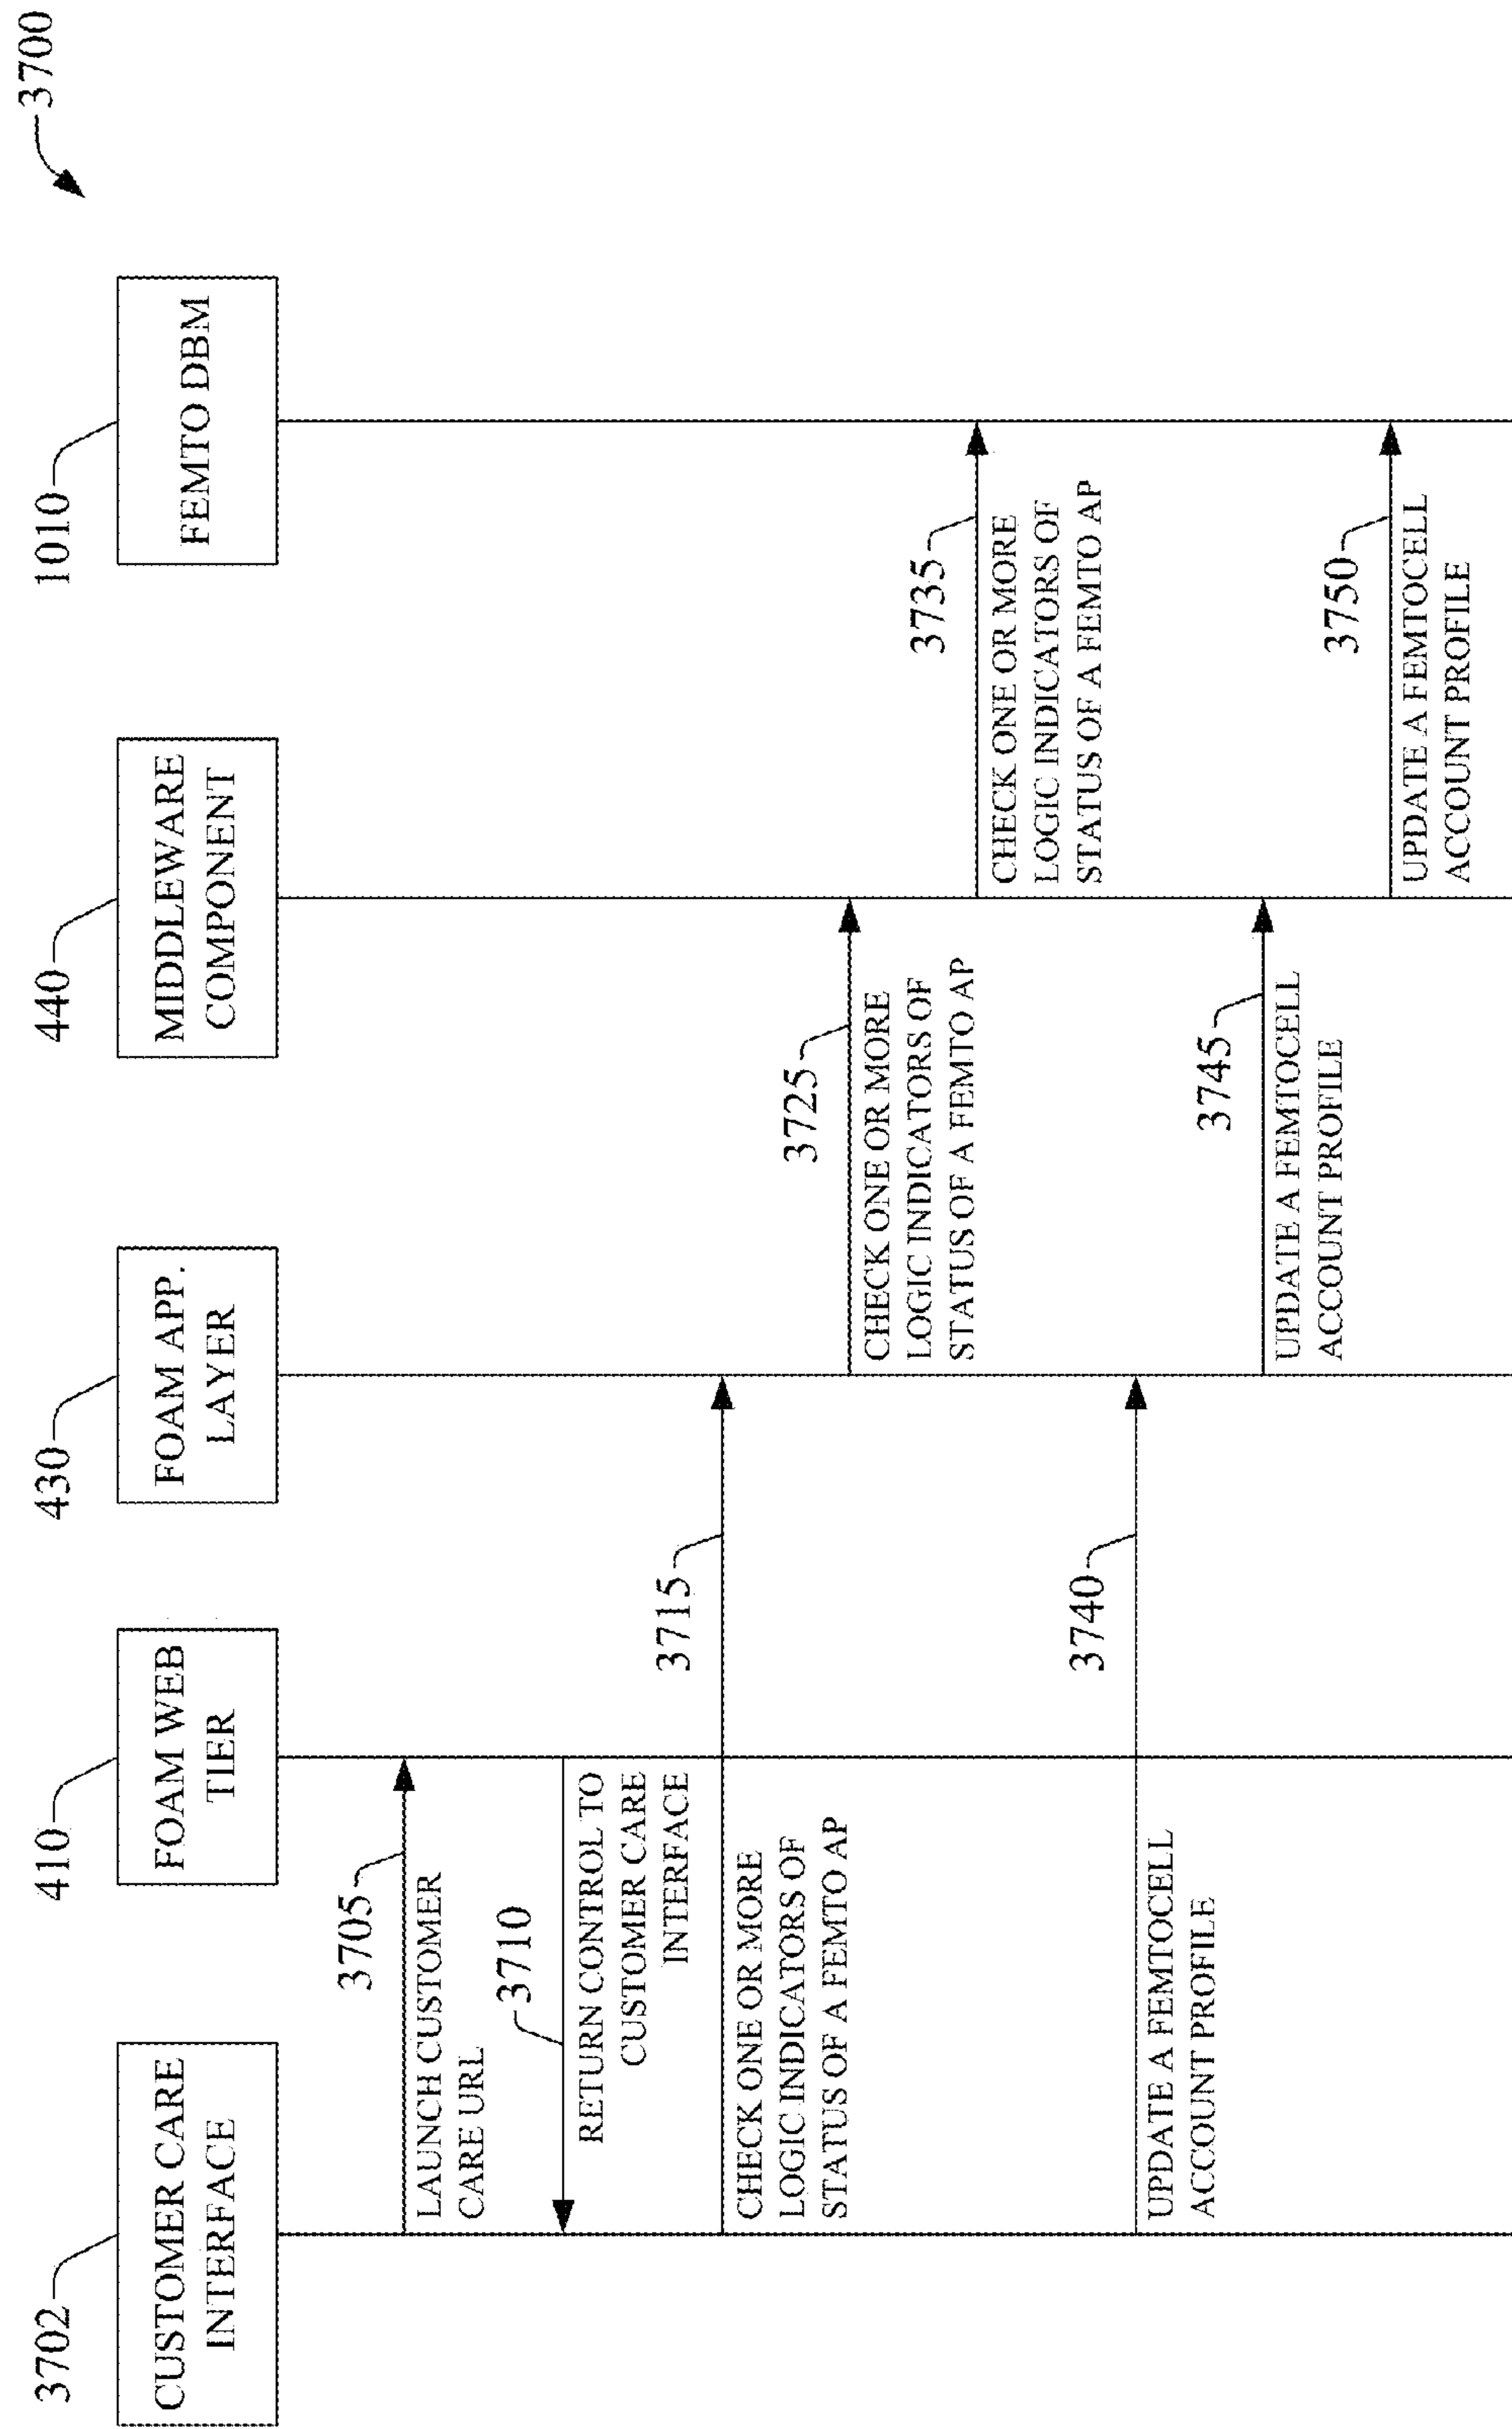 3700
3702
410
430
440
1010
CUSTOMER CARE
INTERFACE
FOAM WEB
TIER
FOAM APP.
LAYER
MIDDLEWARE
COMPONENT
FEMTO DBM
3705
LAUNCH CUSTOMER
CARE URL
3710
RETURN CONTROL TO
CUSTOMER CARE
INTERFACE
3715
CHECK ONE OR MORE
LOGIC INDICATORS OF
STATUS OF A FEMTO AP
3725
CHECK ONE OR MORE
LOGIC INDICATORS OF
STATUS OF A FEMTO AP
3735
CHECK ONE OR MORE
LOGIC INDICATORS OF
STATUS OF A FEMTO AP
3740
UPDATE A FEMTOCELL
ACCOUNT PROFILE
3745
UPDATE A FEMTOCELL
ACCOUNT PROFILE
3750
UPDATE A FEMTOCELL
ACCOUNT PROFILE